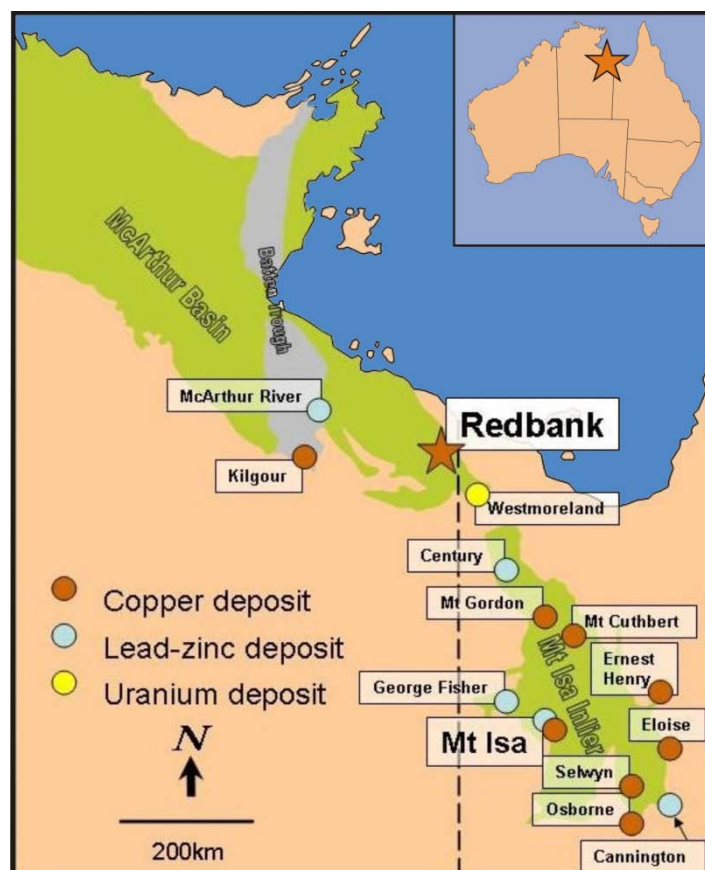 McArthur Basin
Batten Trough
McArthur River
Kilgour
Redbank
Westmoreland
Century
Mt Gordon
Mt Cuthbert
Ernest
Henry
George Fisher
Mt Isa Inlier
Mt Isa
Eloise
Selwyn
Osborne
Cannington
Copper deposit
Lead-zinc deposit
Uranium deposit
N
200km